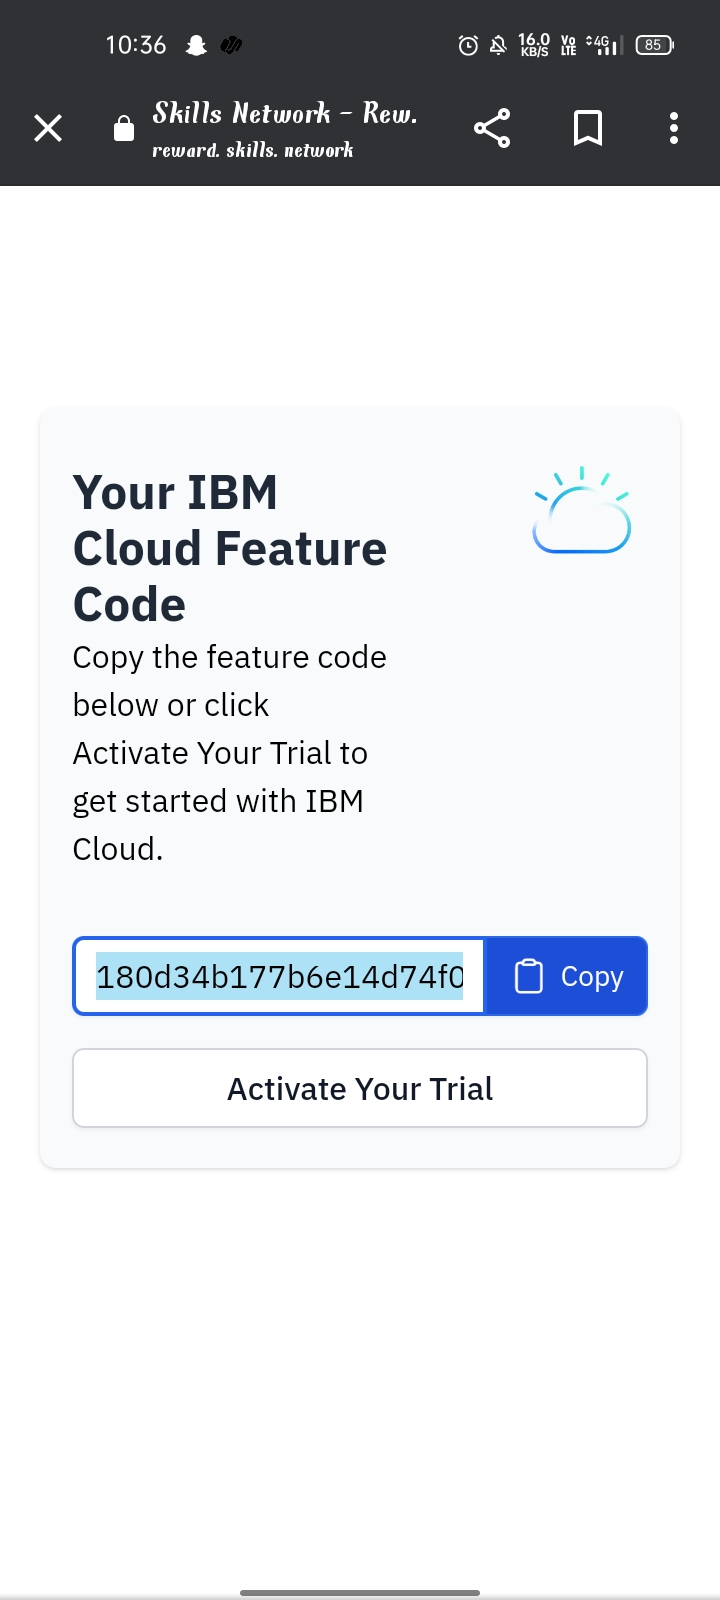 10:36 16.0 KB/S Vo LTE 4G 85
Skills Network - Rew.
reward. skills. network
Your IBM
Cloud Feature
Code
Copy the feature code
below or click
Activate Your Trial to
get started with IBM
Cloud.
180d34b177b6e14d74f0 Copy
Activate Your Trial